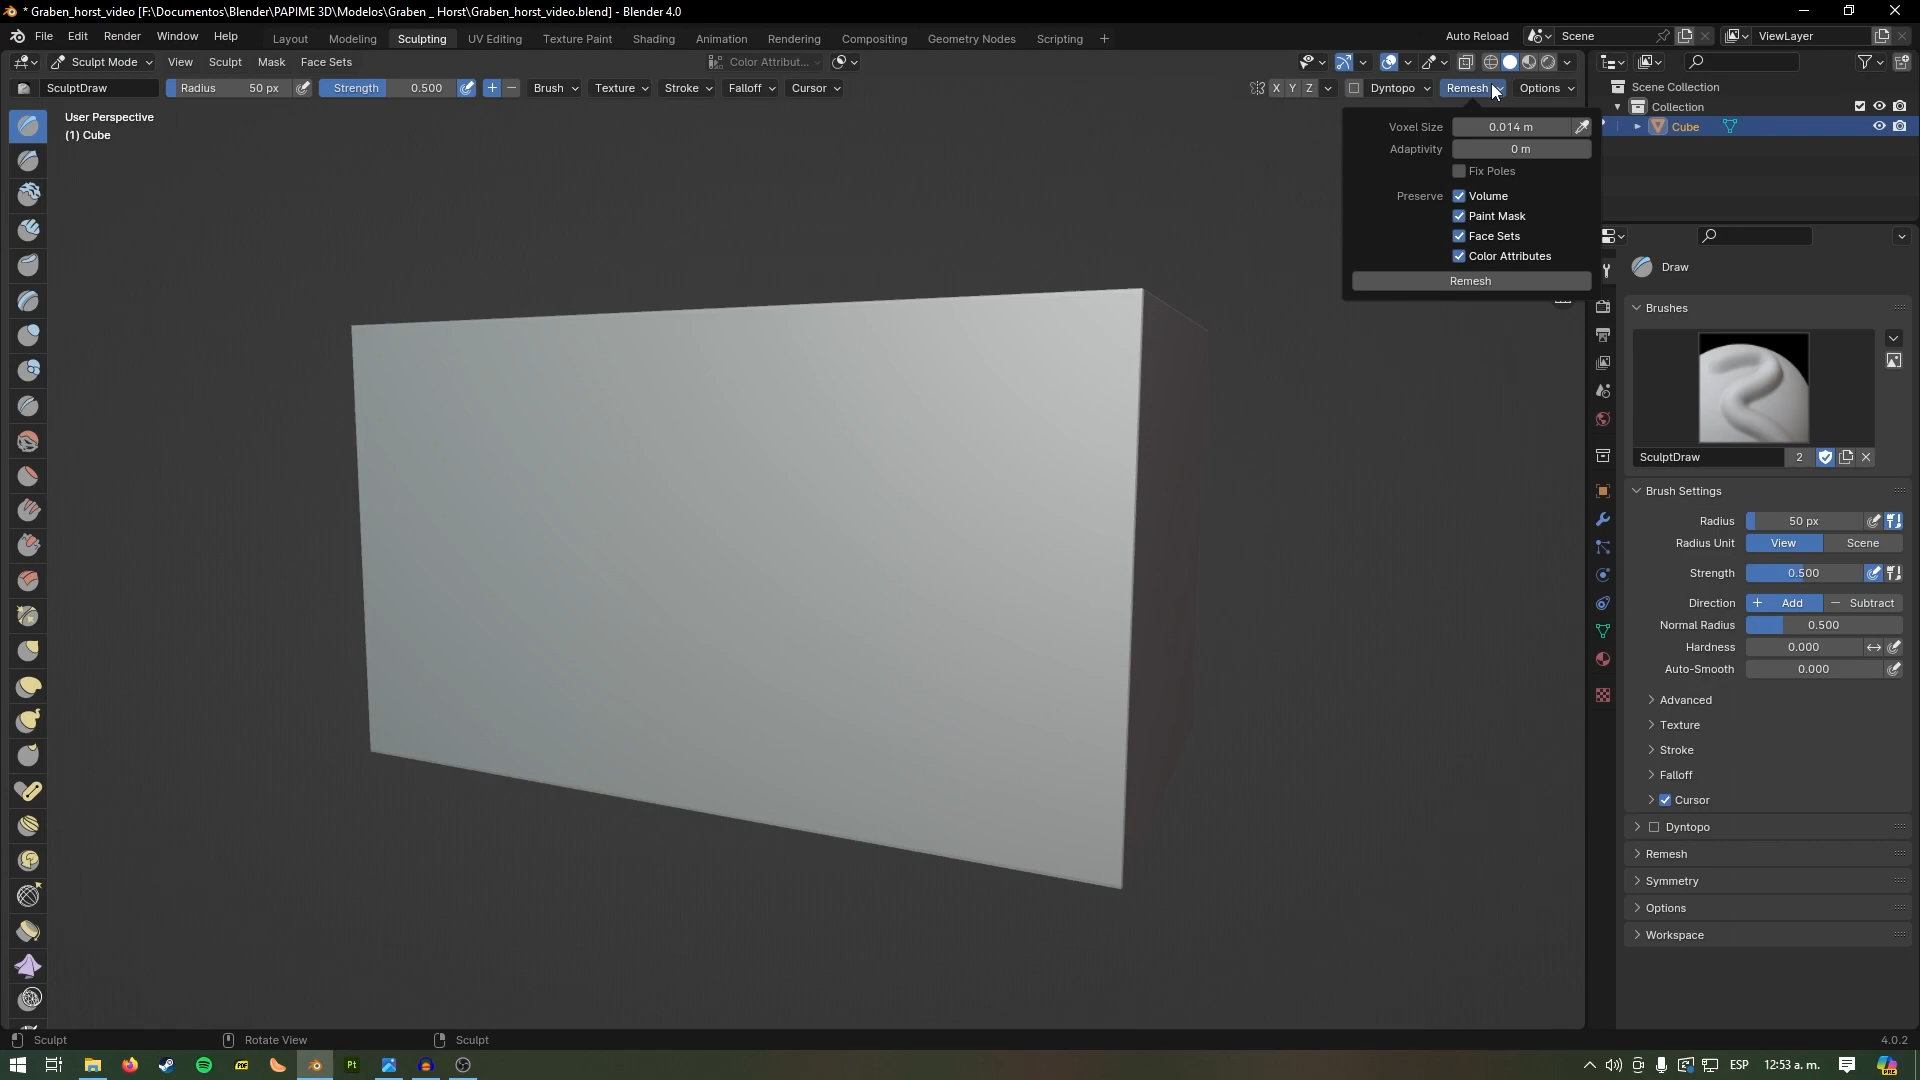 * Graben_horst_video [F:\Documentos\Blender\PAPIME 3D\Modelos\Graben _ Horst\Graben_horst_video.blend] - Blender 4.0
File Edit Render Window Help Layout Modeling Sculpting UV Editing Texture Paint Shading Animation Rendering Compositing Geometry Nodes Scripting + Auto Reload Scene ViewLayer
Sculpt Mode View Sculpt Mask Face Sets Color Attribut...
SculptDraw Radius 50 px Strength 0.500 Brush Texture Stroke Falloff Cursor X Y Z Dyntopo Remesh Options
Scene Collection
Collection
Cube
User Perspective
(1) Cube
Voxel Size 0.014 m
Adaptivity 0 m
Fix Poles
Preserve Volume
Paint Mask
Face Sets
Color Attributes
Remesh
Draw
Brushes
SculptDraw 2
Brush Settings
Radius 50 px
Radius Unit View Scene
Strength 0.500
Direction Add Subtract
Normal Radius 0.500
Hardness 0.000
Auto-Smooth 0.000
Advanced
Texture
Stroke
Falloff
Cursor
Dyntopo
Remesh
Symmetry
Options
Workspace
Sculpt Rotate View Sculpt 4.0.2
Pt ESP 12:53 a. m.